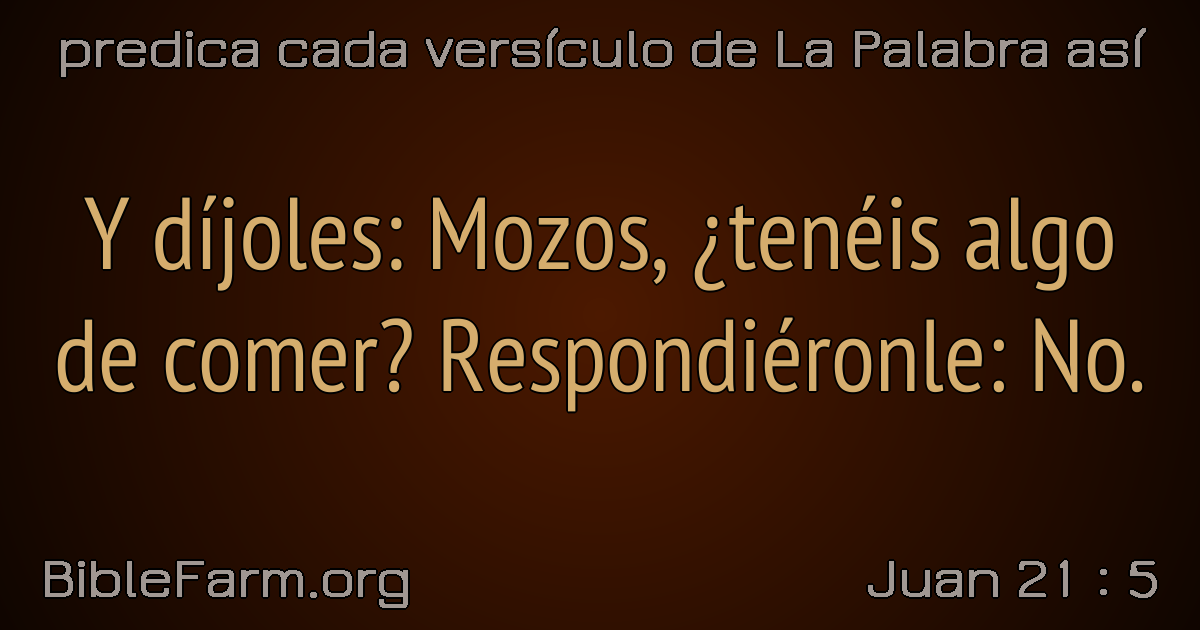 predica cada versículo de La Palabra así
Y díjoles: Mozos, ¿tenéis algo
de comer? Respondiéronle: No.
BibleFarm.org
Juan 21 : 5